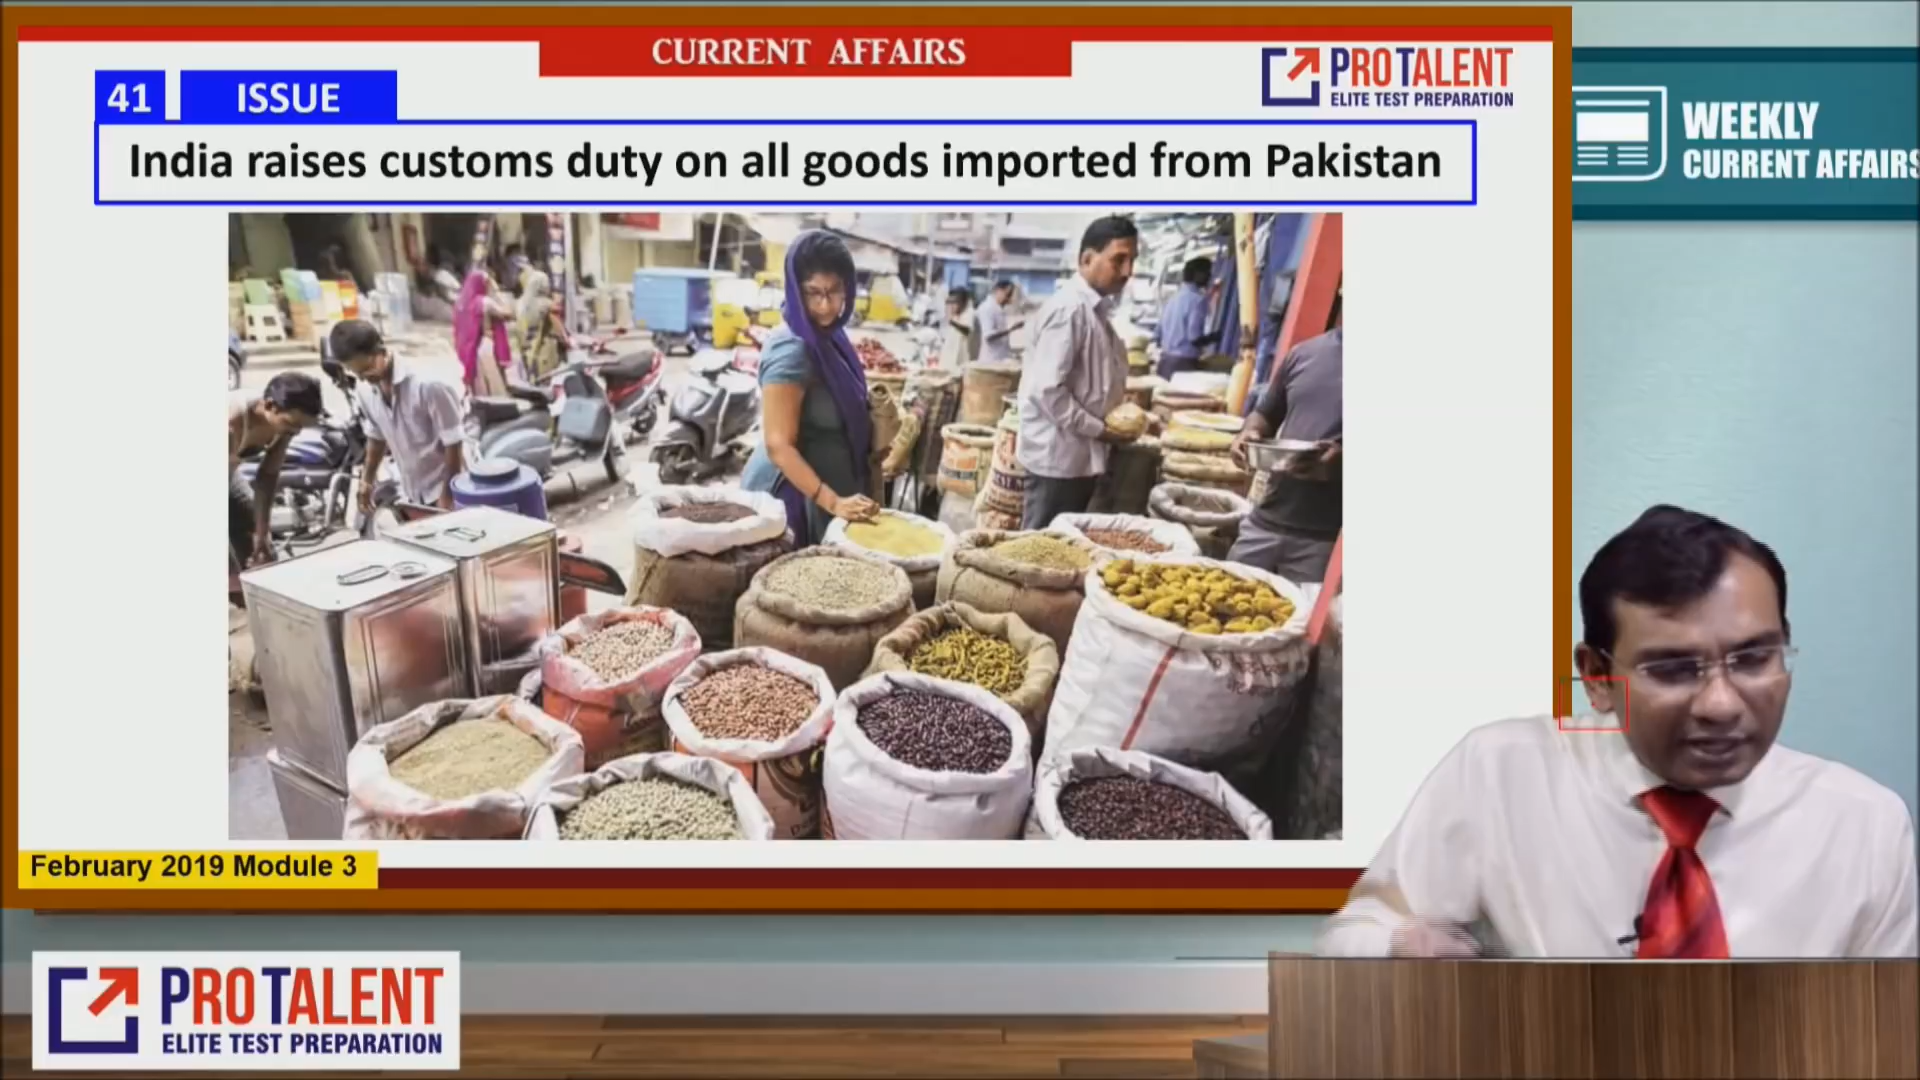 CURRENT AFFAIRS
PROTALENT
ELITE TEST PREPARATION
41 ISSUE
India raises customs duty on all goods imported from Pakistan
WEEKLY
CURRENT AFFAIRS
February 2019 Module 3
PROTALENT
ELITE TEST PREPARATION